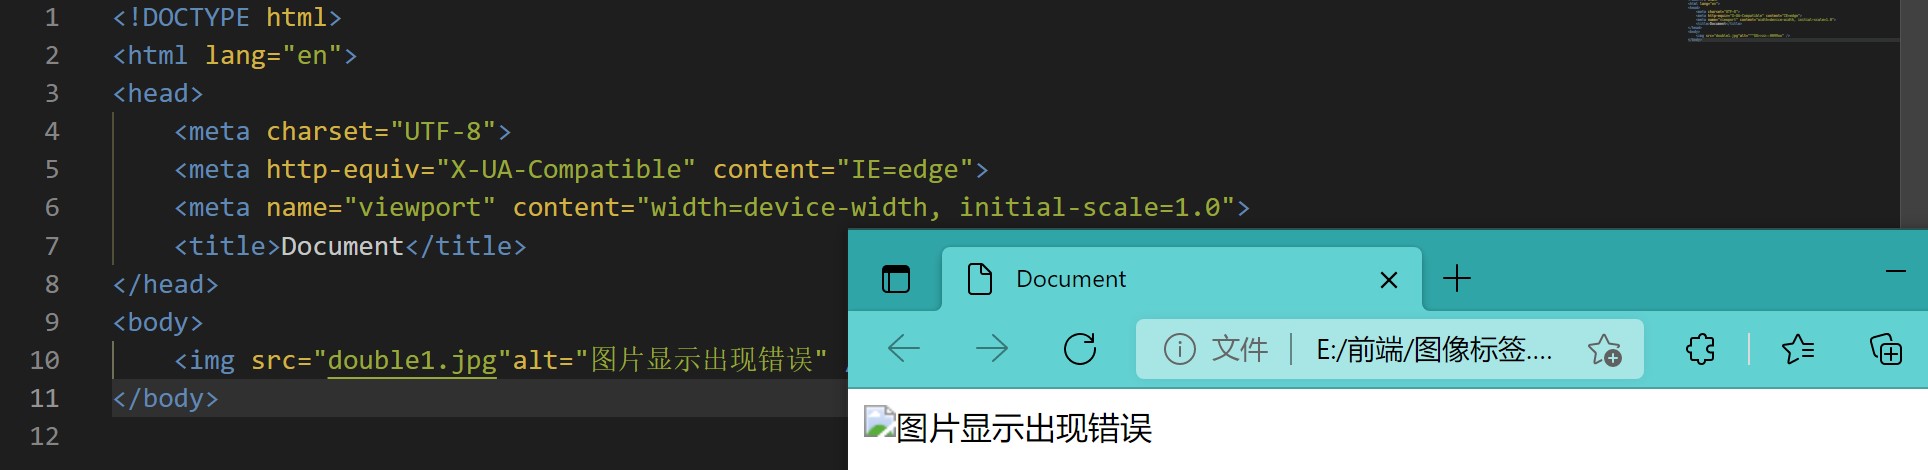 1 <!DOCTYPE html>
2 <html lang="en">
3 <head>
4 <meta charset="UTF-8">
5 <meta http-equiv="X-UA-Compatible" content="IE=edge">
6 <meta name="viewport" content="width=device-width, initial-scale=1.0">
7 <title>Document</title>
8 </head>
9 <body>
10 <img src="double1.jpg"alt="图片显示出现错误" /
11 </body>
12
Document
文件 E:/前端/图像标签....
图片显示出现错误